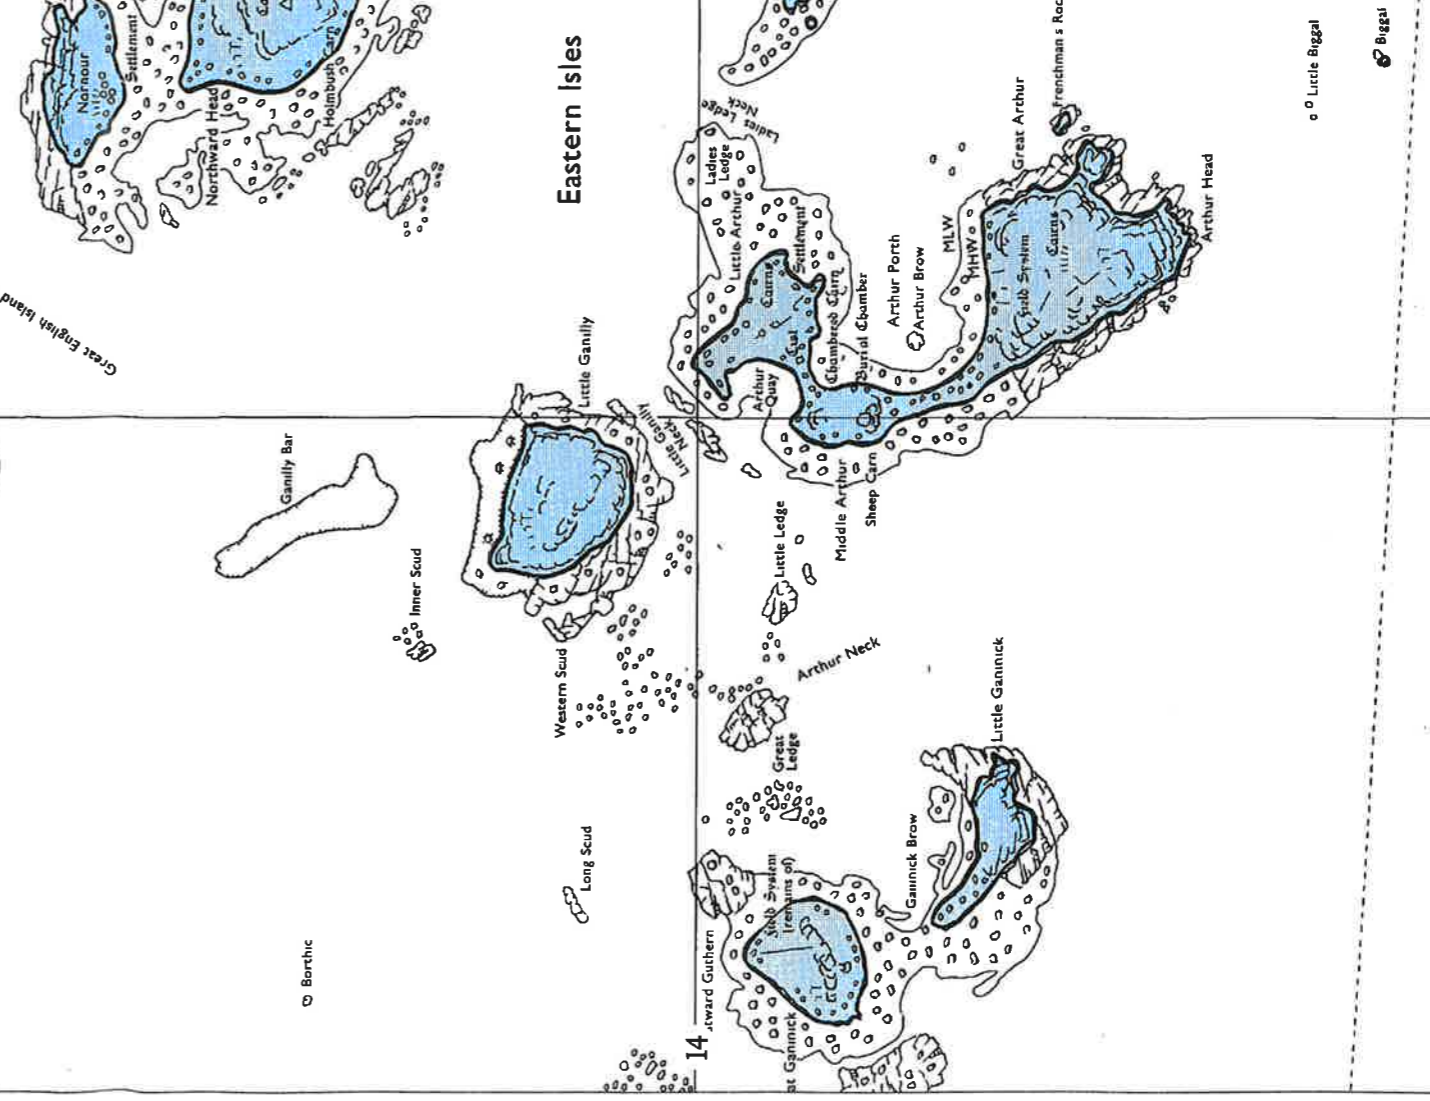 Nornour
Settlement
Northward Head
Holmbush Carn
Great English Island
Eastern Isles
Ladies Ledge
Neck
Ladies
Ledge
Little Arthur
Cairns
Settlement
Cist
Chambered Cairn
Burial Chamber
Arthur
Quay
Arthur Porth
Arthur Brow
MLW
MHW
Great Arthur
Field System
Cairns
Arthur Head
Little Biggal
Biggal
Ganilly Bar
Little Ganilly
Little Ganilly
Neck
Inner Scud
Western Scud
Long Scud
Borthic
Middle Arthur
Sheep Carn
Little Ledge
Arthur Neck
Great
Ledge
Little Ganinick
Ganinick Brow
Field System
(remains of)
Guthern
Ganinick
14